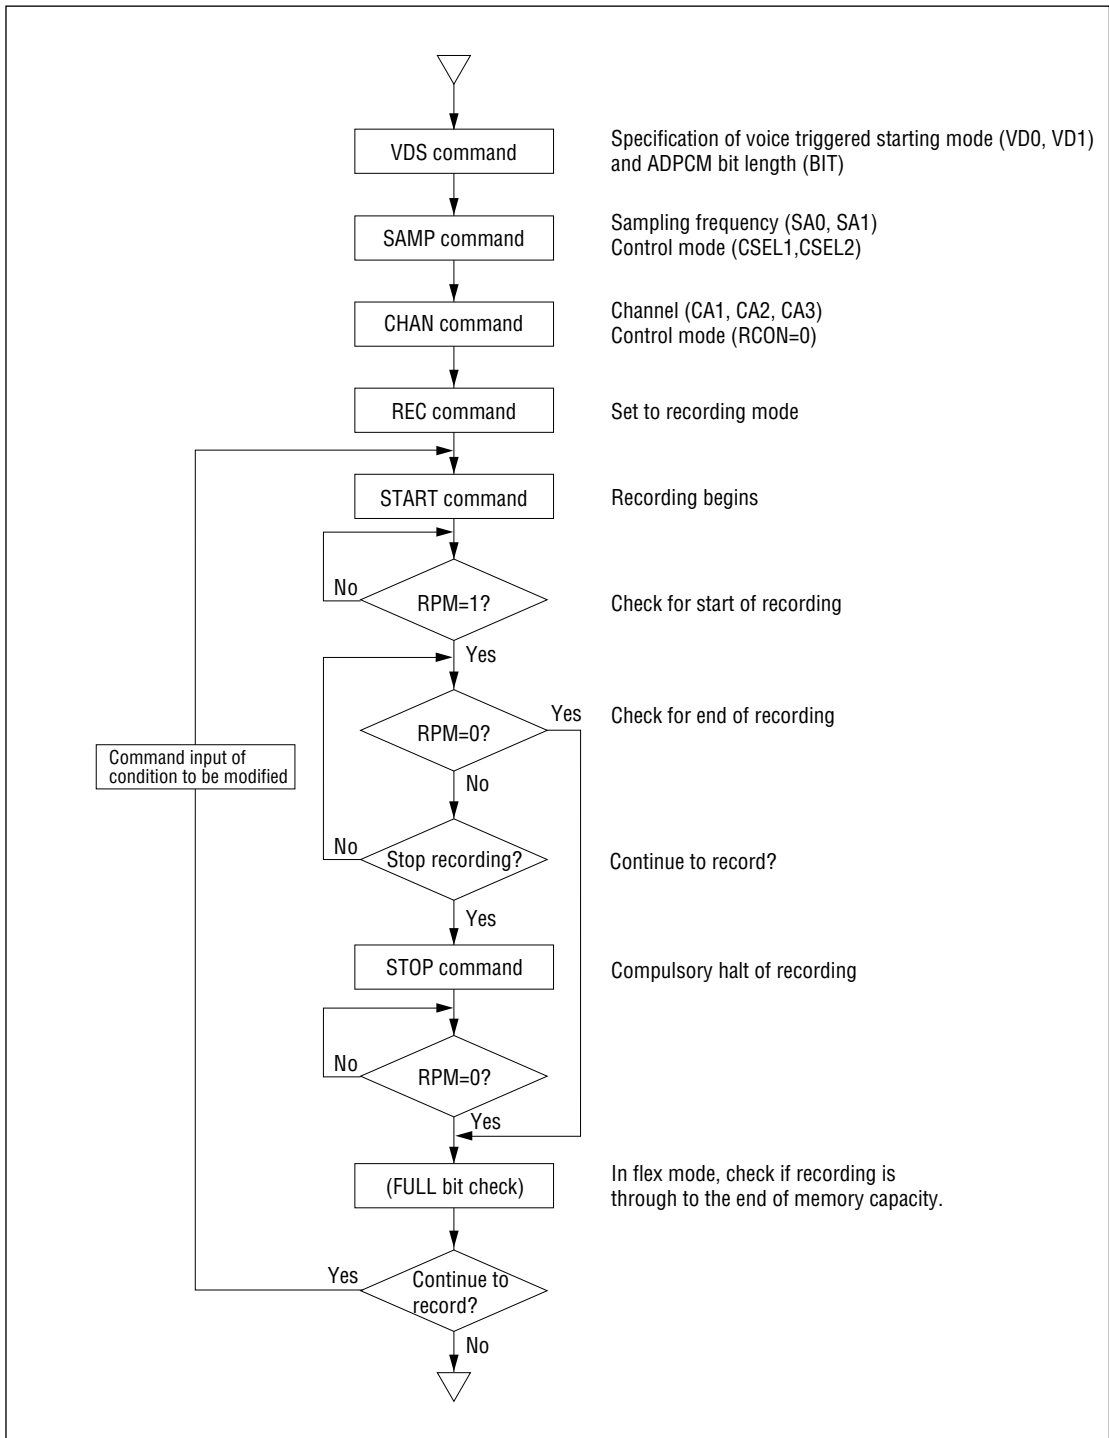 VDS command
Specification of voice triggered starting mode (VD0, VD1)
and ADPCM bit length (BIT)
SAMP command
Sampling frequency (SA0, SA1)
Control mode (CSEL1,CSEL2)
CHAN command
Channel (CA1, CA2, CA3)
Control mode (RCON=0)
REC command
Set to recording mode
START command
Recording begins
No
RPM=1?
Check for start of recording
Yes
RPM=0?
Yes
Check for end of recording
Command input of
condition to be modified
No
No
Stop recording?
Continue to record?
Yes
STOP command
Compulsory halt of recording
No
RPM=0?
Yes
(FULL bit check)
In flex mode, check if recording is
through to the end of memory capacity.
Yes
Continue to
record?
No